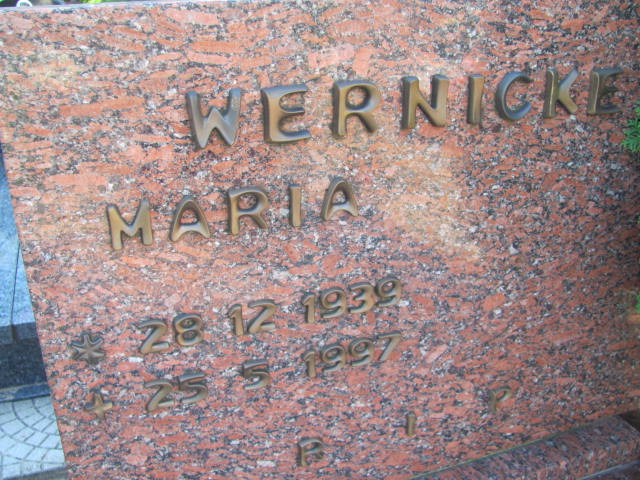 WERNICKE
MARIA
* 28 12 1939
+ 25 5 1997
R I P